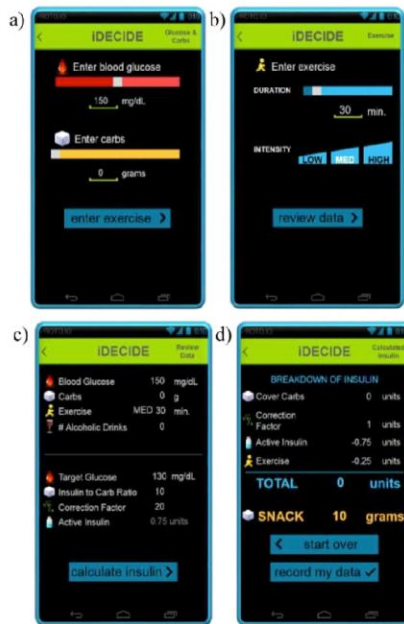 a)
iDECIDE
Glucose &
Carbs
Enter blood glucose
150 mg/dL
Enter carbs
0 grams
enter exercise >
b)
iDECIDE
Exercise
Enter exercise
DURATION
30 min.
INTENSITY
LOW MED HIGH
review data >
c)
iDECIDE
Review
Data
Blood Glucose 150 mg/dL
Carbs 0 g
Exercise MED 30 min.
# Alcoholic Drinks 0
Target Glucose 130 mg/dL
Insulin to Carb Ratio 10
Correction Factor 20
Active Insulin 0.75 units
calculate insulin >
d)
iDECIDE
Calculated
Insulin
BREAKDOWN OF INSULIN
Cover Carbs 0 units
Correction
Factor 1 units
Active Insulin -0.75 units
Exercise -0.25 units
TOTAL 0 units
SNACK 10 grams
< start over
record my data ✓